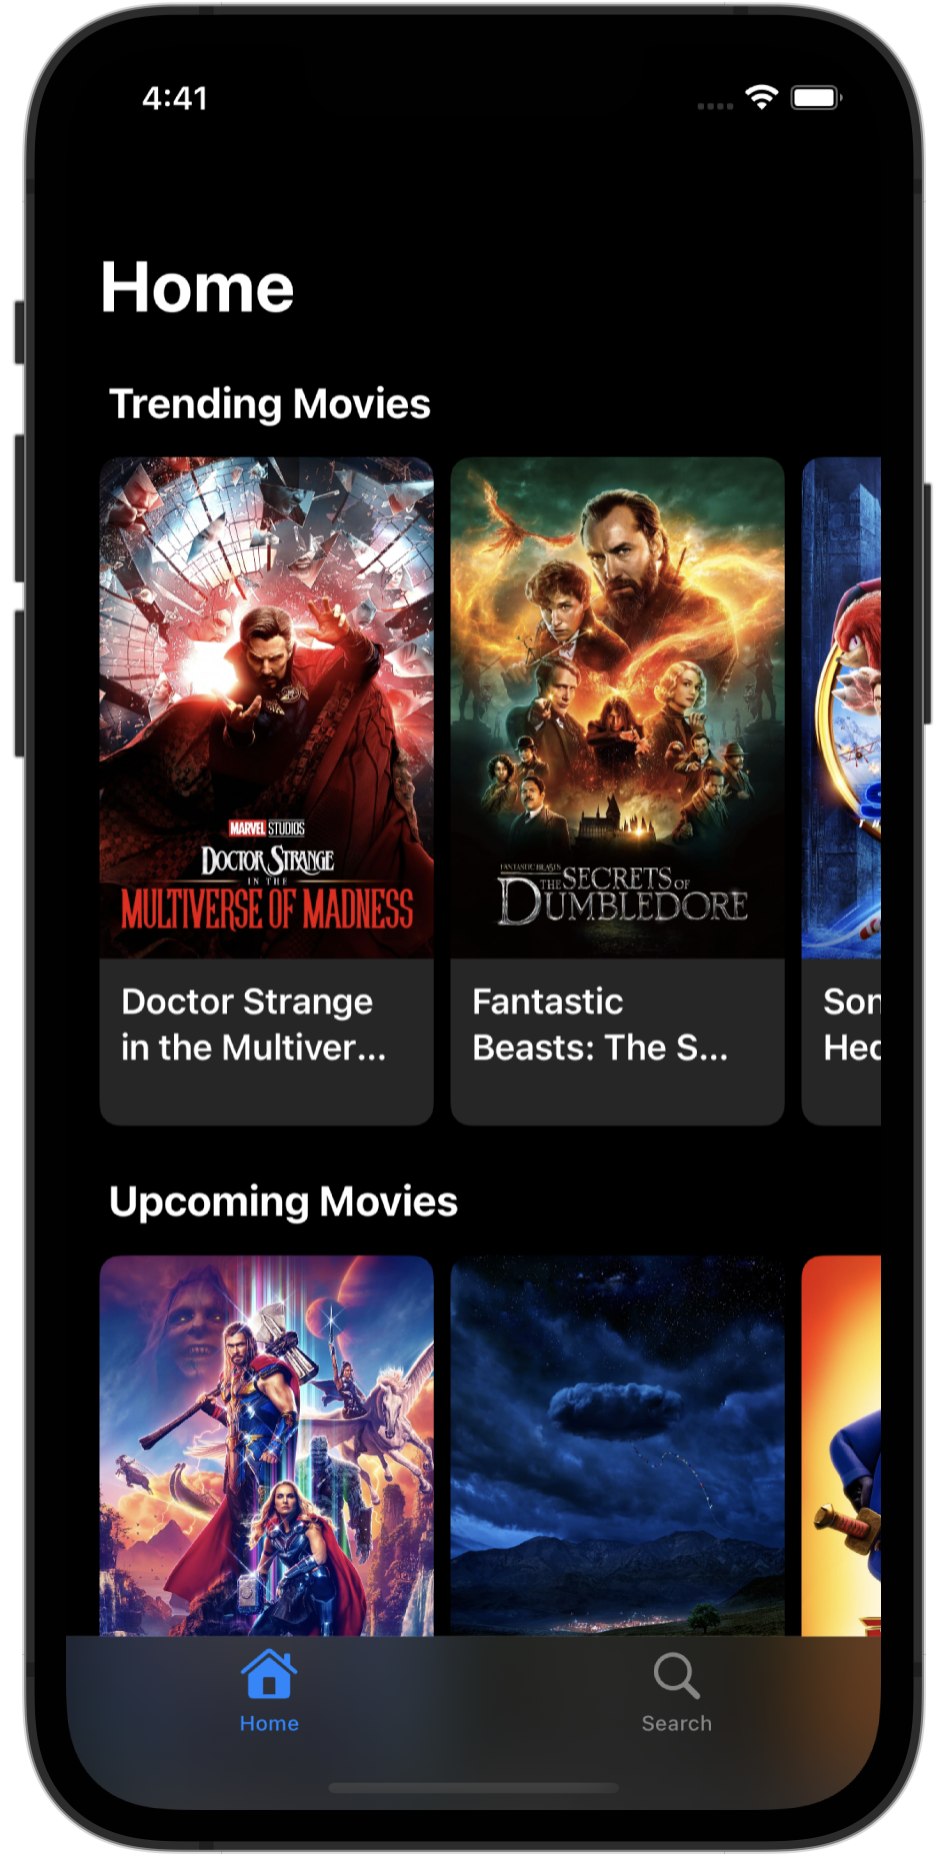 4:41
Home
Trending Movies
MARVEL STUDIOS
DOCTOR STRANGE
IN THE
MULTIVERSE OF MADNESS
FANTASTIC BEASTS
THE SECRETS OF
DUMBLEDORE
Doctor Strange
in the Multiver...
Fantastic
Beasts: The S...
Son
Hed
Upcoming Movies
Home
Search